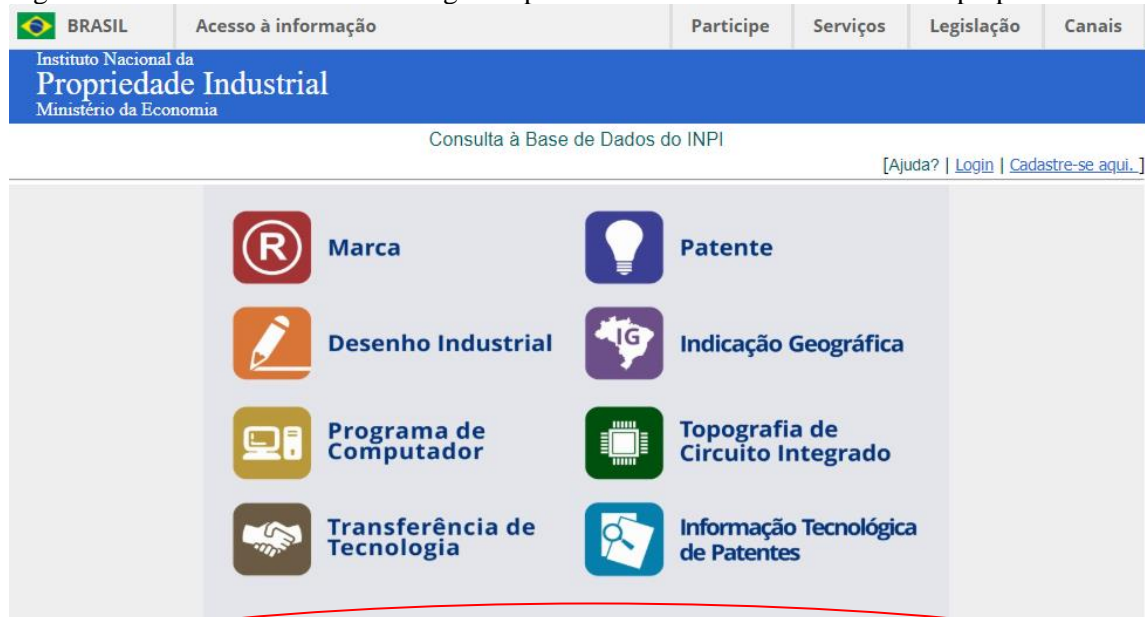 BRASIL Acesso à informação Participe Serviços Legislação Canais
Instituto Nacional da
Propriedade Industrial
Ministério da Economia
Consulta à Base de Dados do INPI
[Ajuda? | Login | Cadastre-se aqui. ]
R Marca
Patente
Desenho Industrial
IG Indicação Geográfica
Programa de
Computador
Topografia de
Circuito Integrado
Transferência de
Tecnologia
Informação Tecnológica
de Patentes